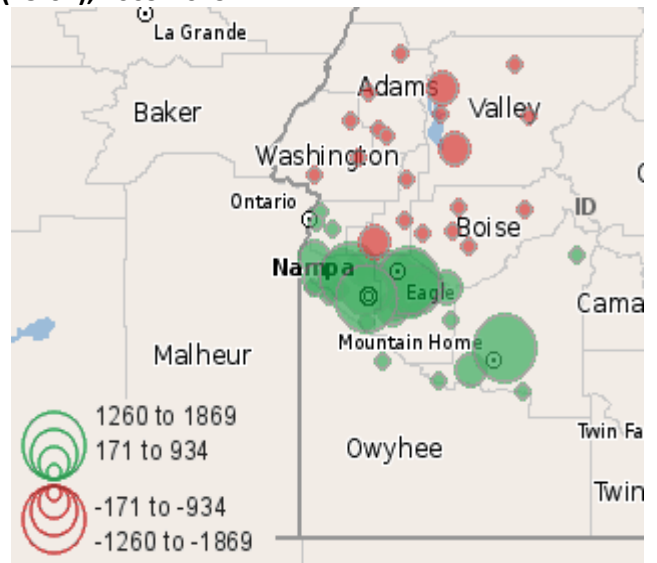 La Grande
Adams
Baker
Valley
Washington
Ontario
ID
Boise
Nampa
Eagle
Cama
Mountain Home
Malheur
1260 to 1869
171 to 934
Twin Fa
Owyhee
Twin
-171 to -934
-1260 to -1869